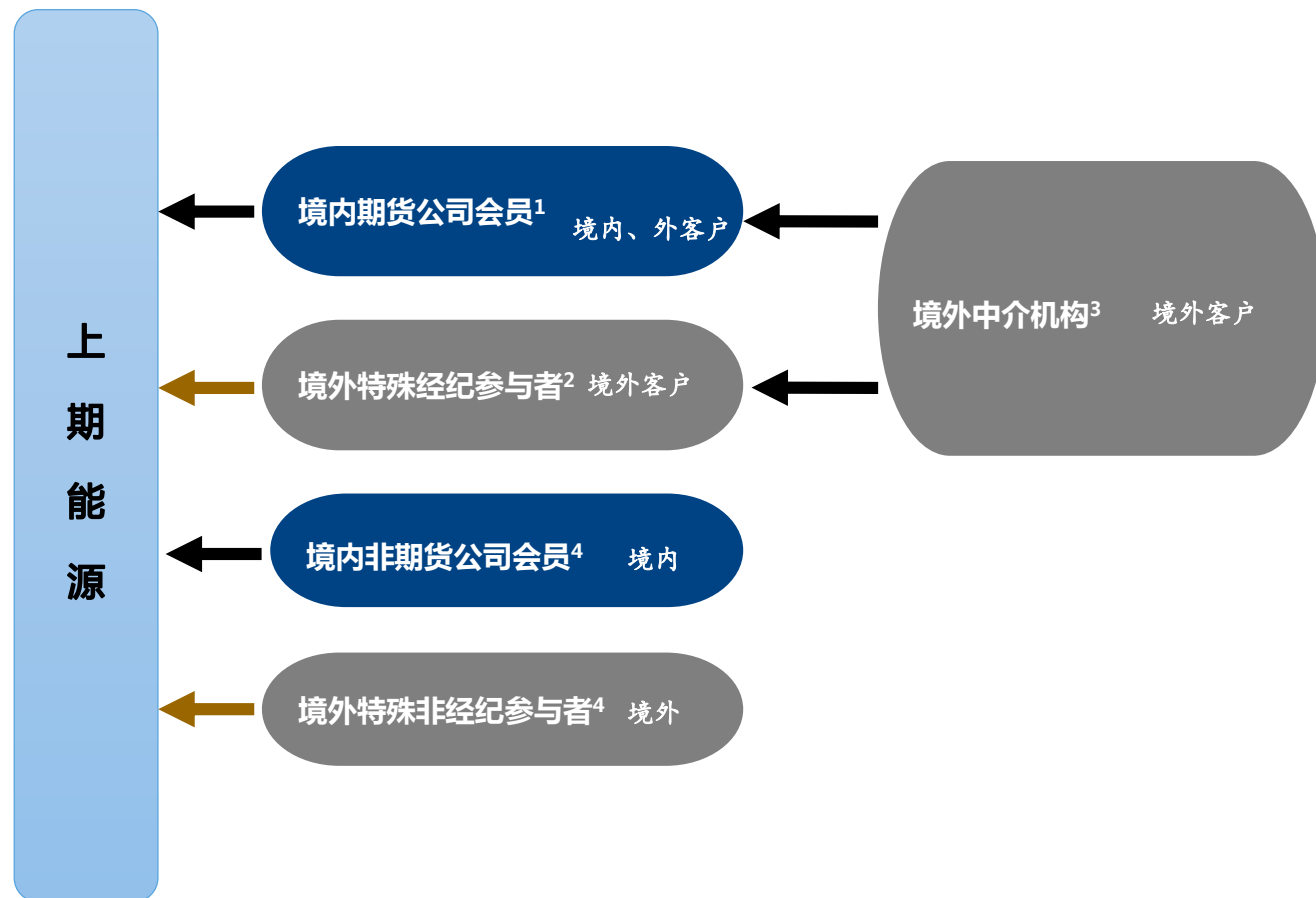 上期能源
境内期货公司会员1 境内、外客户
境外特殊经纪参与者2 境外客户
境外中介机构3 境外客户
境内非期货公司会员4 境内
境外特殊非经纪参与者4 境外